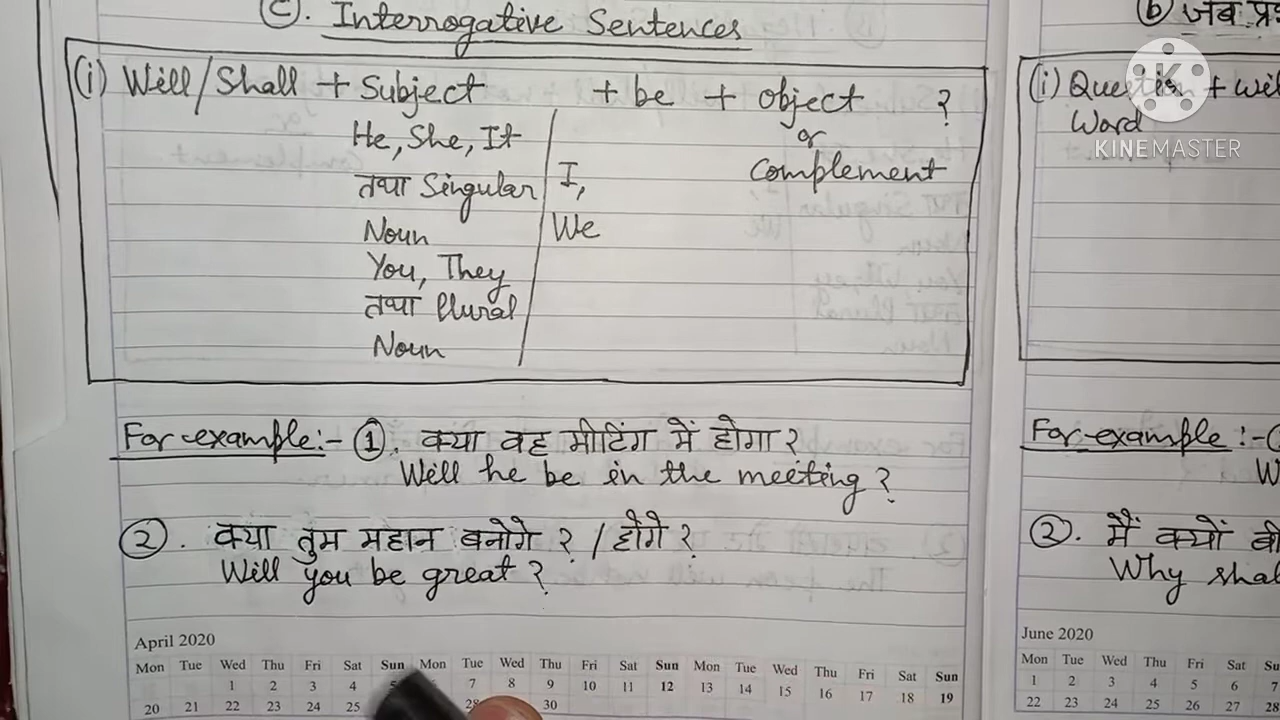 C. Interrogative Sentences
(i) Will/Shall + Subject + be + object ?
He, She, It or
तथा Singular I, Complement
Noun We
You, They
तथा Plural
Noun
For-example:- ①. क्या वह मीटिंग में होगा ?
Will he be in the meeting ?
②. क्या तुम महान बनोगे ? / होगे ?
Will you be great ?
April 2020
Mon Tue Wed Thu Fri Sat Sun Mon Tue Wed Thu Fri Sat Sun Mon Tue Wed Thu Fri Sat Sun
1 2 3 4 7 8 9 10 11 12 13 14 15 16 17 18 19
20 21 22 23 24 25 30
ⓑ जब
(i) Question +
Word
KINEMASTER
For-example :-
②. मैं क्यों
Why
June 2020
Mon Tue Wed Thu Fri Sat
1 2 3 4 5 6 7
22 23 24 25 26 27 28